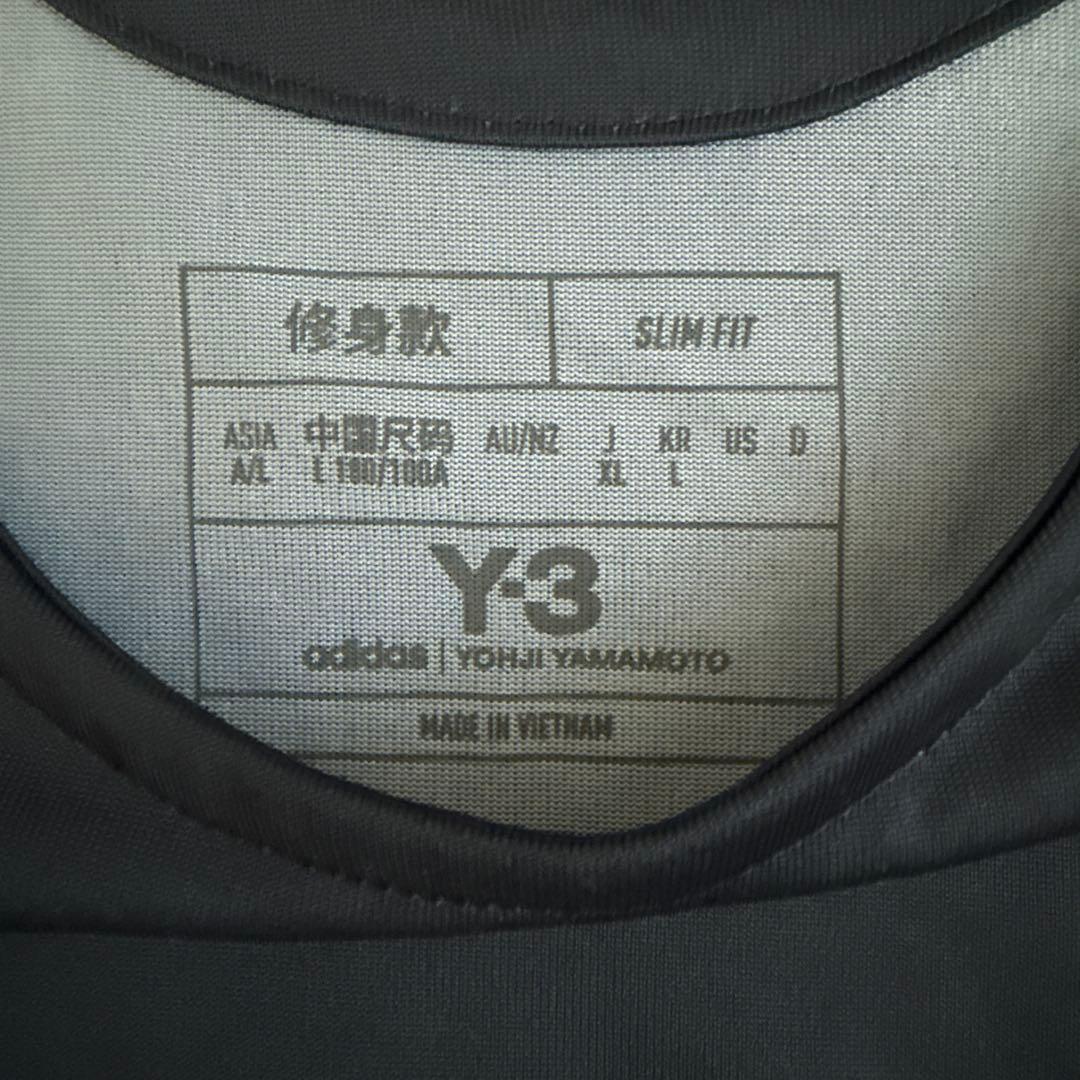 修身款 SLIM FIT
ASIA 中国尺码 AU/NZ J KR US D
A/L L 180/100A XL L
Y-3
adidas | YOHJI YAMAMOTO
MADE IN VIETNAM